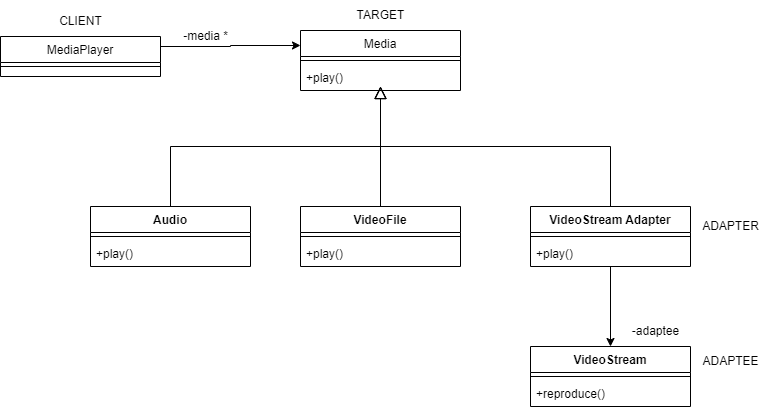 CLIENT
TARGET
MediaPlayer
-media *
Media
+play()
Audio
VideoFile
VideoStream Adapter
ADAPTER
+play()
+play()
+play()
-adaptee
VideoStream
ADAPTEE
+reproduce()